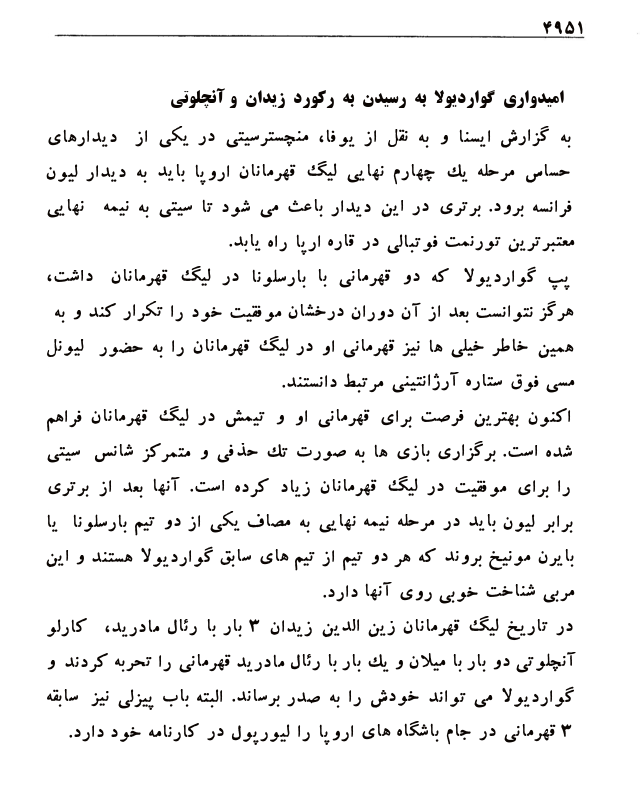 ۴۹۵۱
امیدواری گواردیولا به رسیدن به رکورد زیدان و آنچلوتی
به گزارش ایسنا و به نقل از یوفا، منچسترسیتی در یکی از دیدارهای
حساس مرحله یك چهارم نهایی لیگ قهرمانان اروپا باید به دیدار لیون
فرانسه برود. برتری در این دیدار باعث می شود تا سیتی به نیمه نهایی
معتبرترین تورنمت فوتبالی در قاره ارپا راه یابد.
پپ گواردیولا که دو قهرمانی با بارسلونا در لیگ قهرمانان داشت،
هرگز نتوانست بعد از آن دوران درخشان موفقیت خود را تکرار کند و به
همین خاطر خیلی ها نیز قهرمانی او در لیگ قهرمانان را به حضور لیونل
مسی فوق ستاره آرژانتینی مرتبط دانستند.
اکنون بهترین فرصت برای قهرمانی او و تیمش در لیگ قهرمانان فراهم
شده است. برگزاری بازی ها به صورت تك حذفی و متمرکز شانس سیتی
را برای موفقیت در لیگ قهرمانان زیاد کرده است. آنها بعد از برتری
برابر لیون باید در مرحله نیمه نهایی به مصاف یکی از دو تیم بارسلونا یا
بایرن مونیخ بروند که هر دو تیم از تیم های سابق گواردیولا هستند و این
مربی شناخت خوبی روی آنها دارد.
در تاریخ لیگ قهرمانان زین الدین زیدان ۳ بار با رئال مادرید، کارلو
آنچلوتی دو بار با میلان و یك بار با رئال مادرید قهرمانی را تحربه کردند و
گواردیولا می تواند خودش را به صدر برساند. البته باب پیزلی نیز سابقه
۳ قهرمانی در جام باشگاه های اروپا را لیورپول در کارنامه خود دارد.